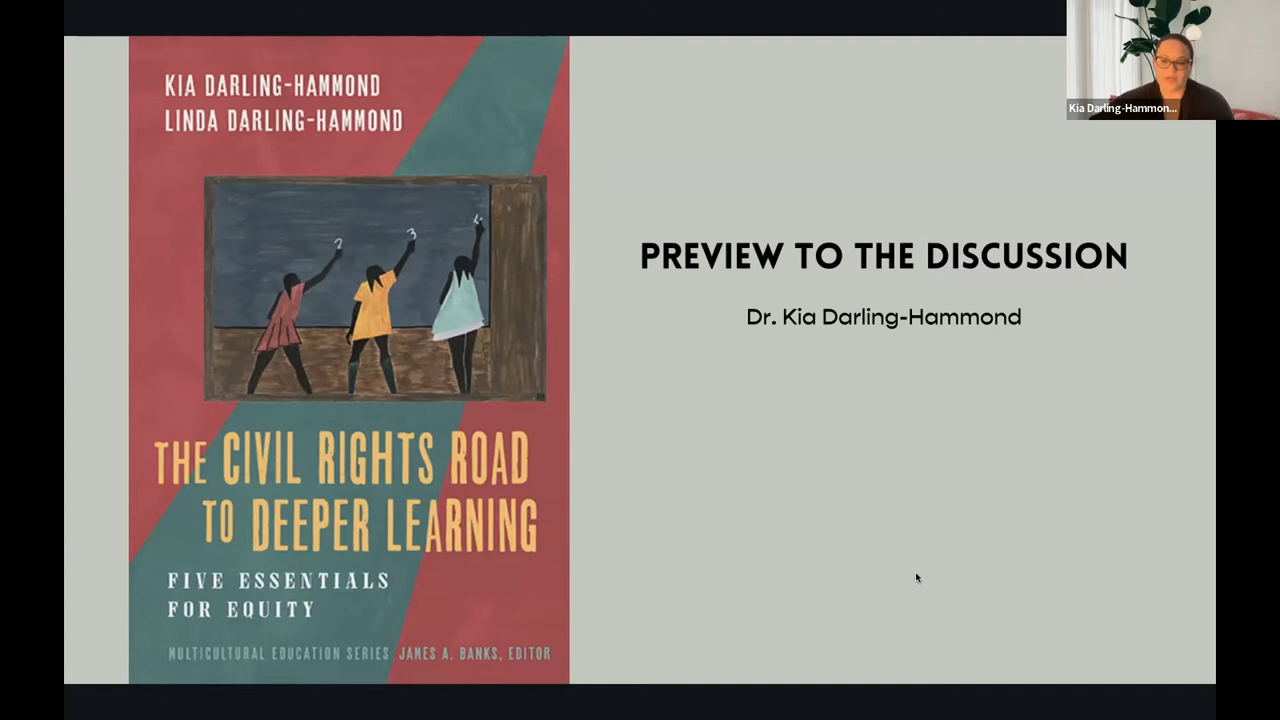 KIA DARLING-HAMMOND
LINDA DARLING-HAMMOND
2
3
4
THE CIVIL RIGHTS ROAD
TO DEEPER LEARNING
FIVE ESSENTIALS
FOR EQUITY
MULTICULTURAL EDUCATION SERIES JAMES A. BANKS, EDITOR
PREVIEW TO THE DISCUSSION
Dr. Kia Darling-Hammond
Kia Darling-Hammon...